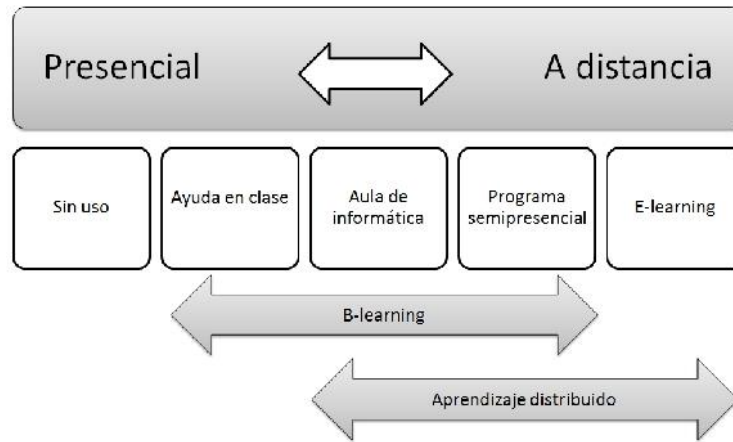 Presencial
A distancia
Sin uso
Ayuda en clase
Aula de
informática
Programa
semipresencial
E-learning
B-learning
Aprendizaje distribuido